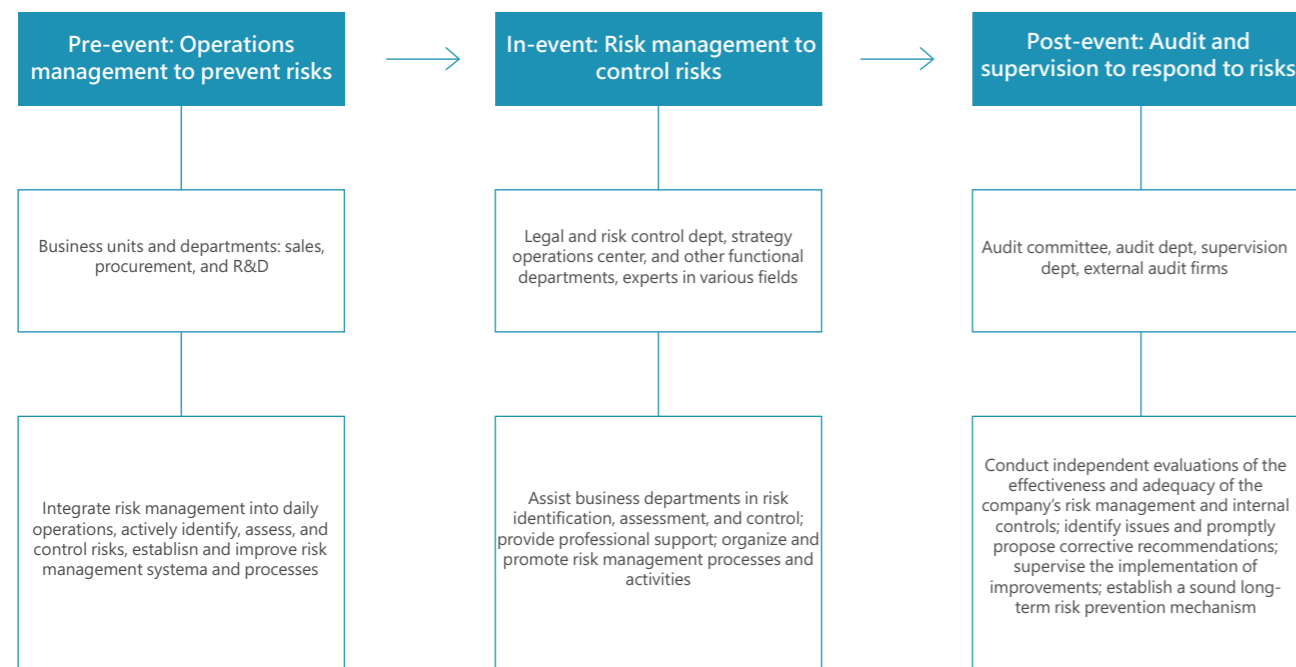 Pre-event: Operations
management to prevent risks
In-event: Risk management to
control risks
Post-event: Audit and
supervision to respond to risks
Business units and departments: sales,
procurement, and R&D
Legal and risk control dept, strategy
operations center, and other functional
departments, experts in various fields
Audit committee, audit dept, supervision
dept, external audit firms
Integrate risk management into daily
operations, actively identify, assess, and
control risks, establisn and improve risk
management systema and processes
Assist business departments in risk
identification, assessment, and control;
provide professional support; organize and
promote risk management processes and
activities
Conduct independent evaluations of the
effectiveness and adequacy of the
company's risk management and internal
controls; identify issues and promptly
propose corrective recommendations;
supervise the implementation of
improvements; establish a sound long-
term risk prevention mechanism